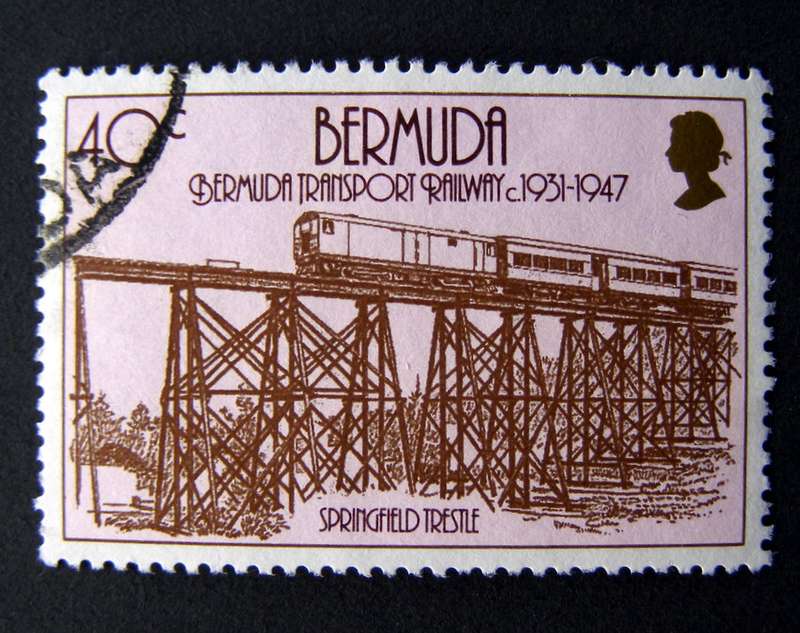 40c
BERMUDA
BERMUDA TRANSPORT RAILWAY c.1931-1947
SPRINGFIELD TRESTLE